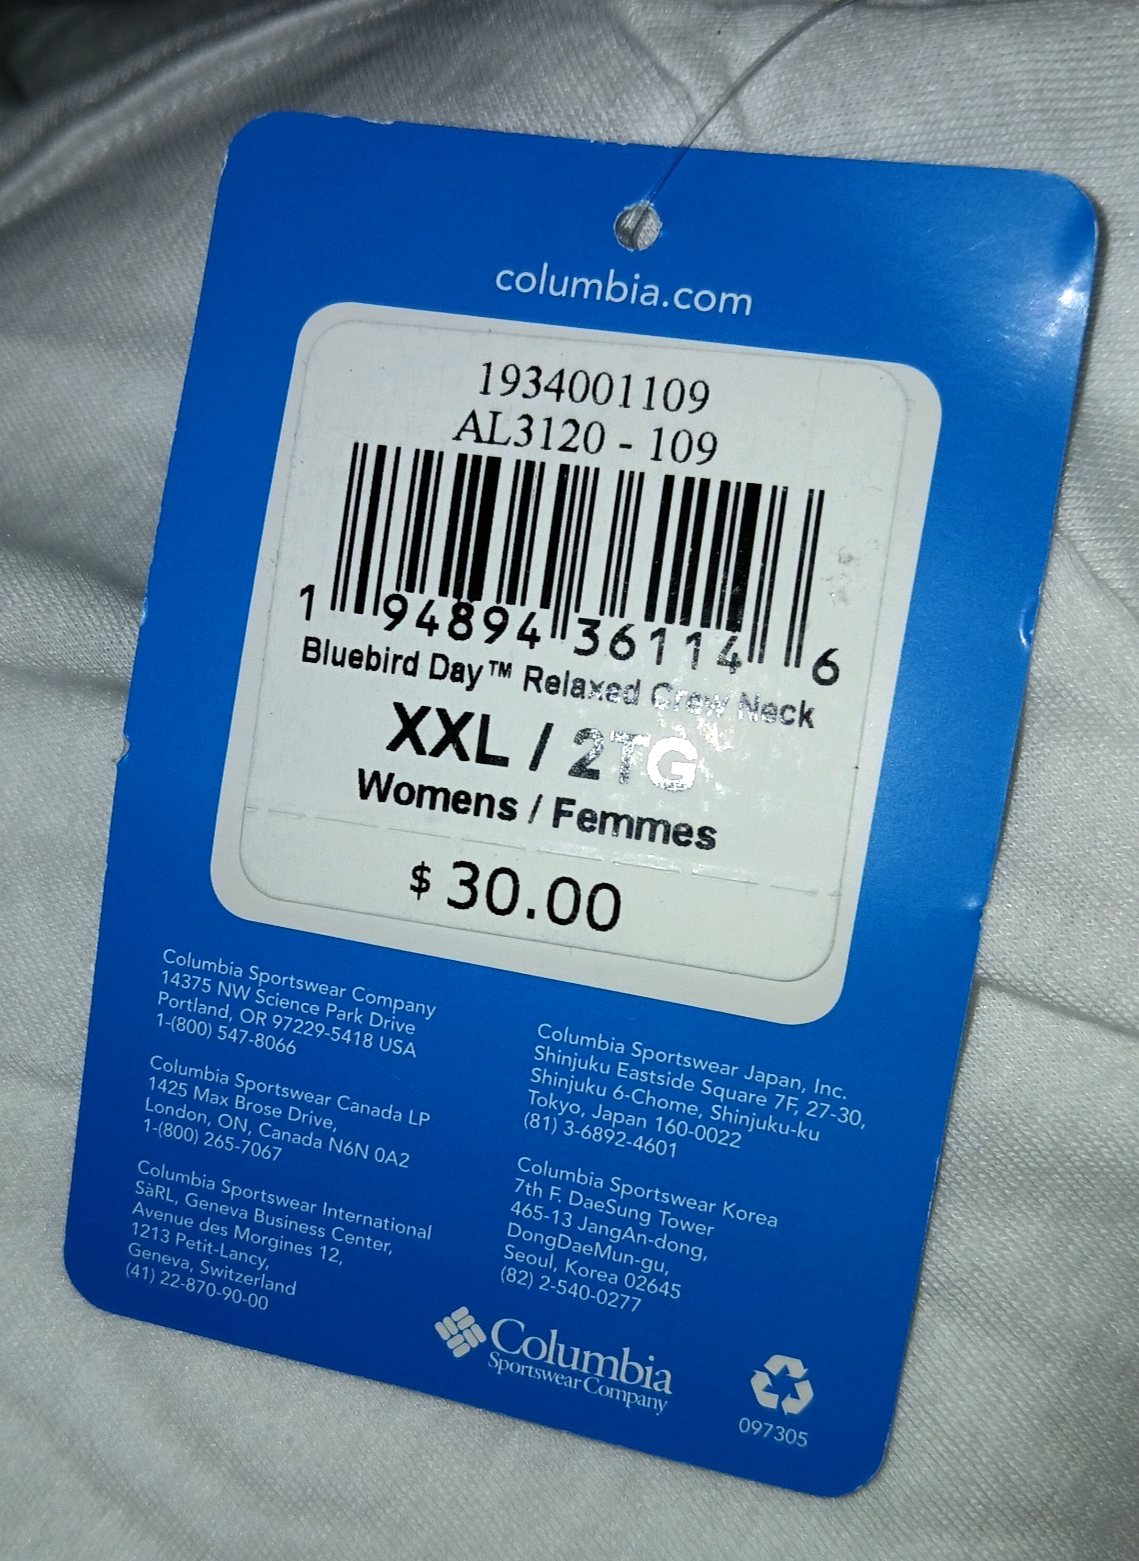 columbia.com
1934001109
AL3120 - 109
1 94894 36114 6
Bluebird Day™ Relaxed Crew Neck
XXL / 2TG
Womens / Femmes
$ 30.00
Columbia Sportswear Company
14375 NW Science Park Drive
Portland, OR 97229-5418 USA
1-(800) 547-8066
Columbia Sportswear Canada LP
1425 Max Brose Drive,
London, ON, Canada N6N 0A2
1-(800) 265-7067
Columbia Sportswear International
SàRL, Geneva Business Center,
Avenue des Morgines 12,
1213 Petit-Lancy,
Geneva, Switzerland
(41) 22-870-90-00
Columbia Sportswear Japan, Inc.
Shinjuku Eastside Square 7F, 27-30,
Shinjuku 6-Chome, Shinjuku-ku
Tokyo, Japan 160-0022
(81) 3-6892-4601
Columbia Sportswear Korea
7th F. DaeSung Tower
465-13 JangAn-dong,
DongDaeMun-gu,
Seoul, Korea 02645
(82) 2-540-0277
Columbia
Sportswear Company
097305